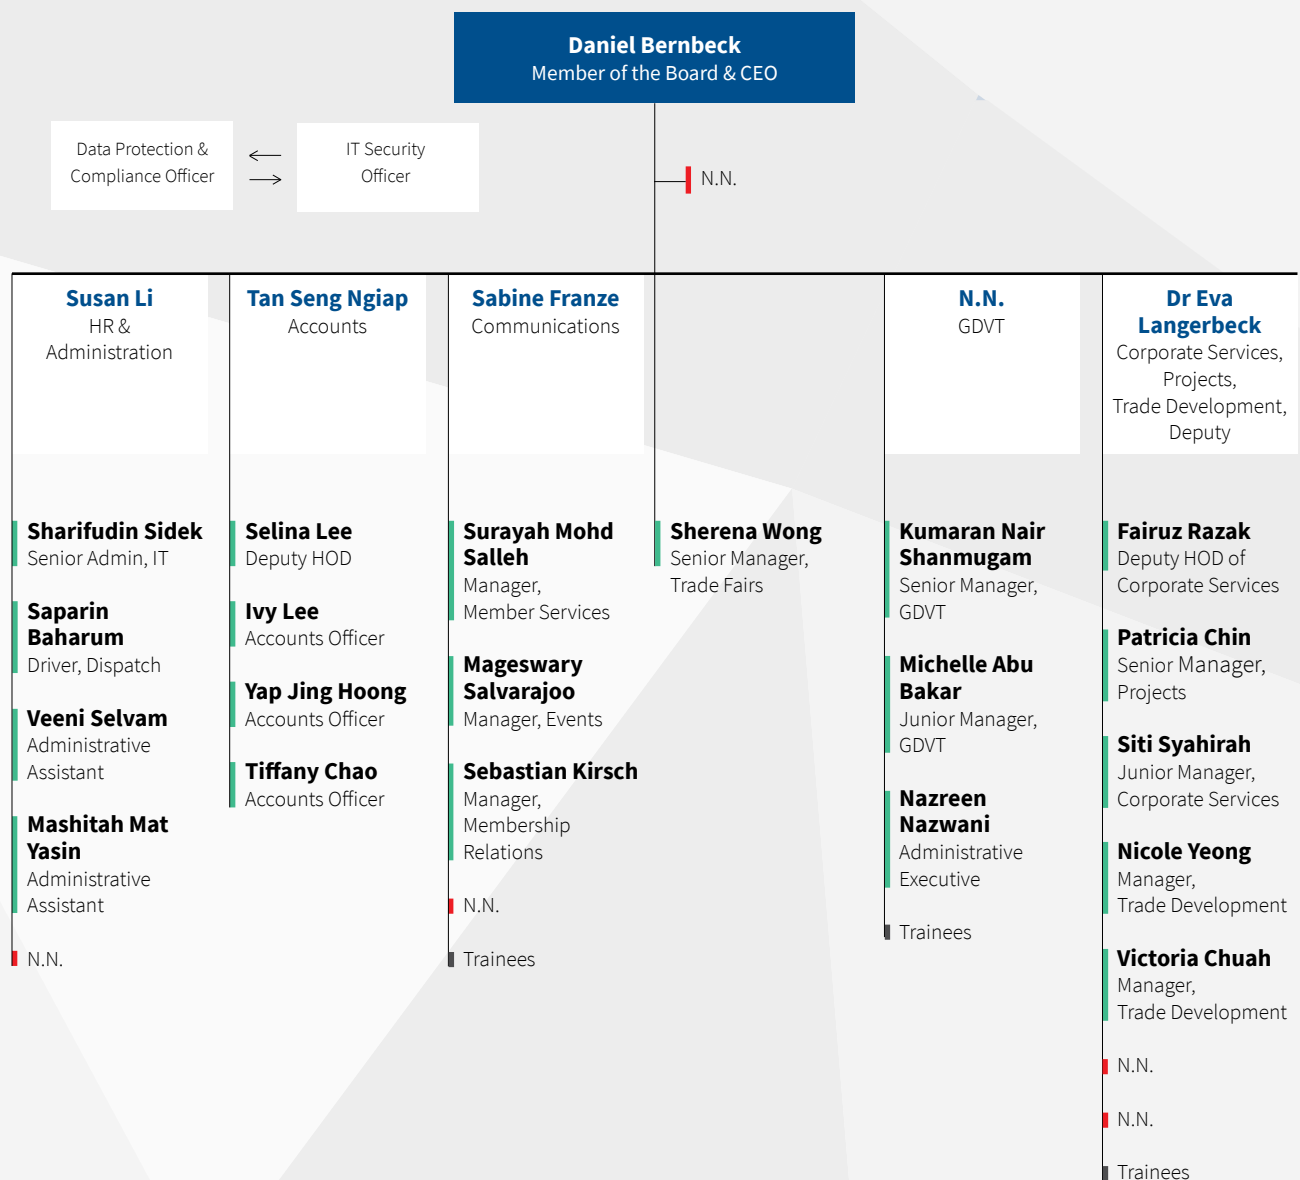 Daniel Bernbeck
Member of the Board & CEO
Data Protection &
Compliance Officer
IT Security
Officer
N.N.
Susan Li
HR &
Administration
Sharifudin Sidek
Senior Admin, IT
Saparin
Baharum
Driver, Dispatch
Veeni Selvam
Administrative
Assistant
Mashitah Mat
Yasin
Administrative
Assistant
N.N.
Tan Seng Ngiap
Accounts
Selina Lee
Deputy HOD
Ivy Lee
Accounts Officer
Yap Jing Hoong
Accounts Officer
Tiffany Chao
Accounts Officer
Sabine Franze
Communications
Surayah Mohd
Salleh
Manager,
Member Services
Mageswary
Salvarajoo
Manager, Events
Sebastian Kirsch
Manager,
Membership
Relations
N.N.
Trainees
Sherena Wong
Senior Manager,
Trade Fairs
N.N.
GDVT
Kumaran Nair
Shanmugam
Senior Manager,
GDVT
Michelle Abu
Bakar
Junior Manager,
GDVT
Nazreen
Nazwani
Administrative
Executive
Trainees
Dr Eva
Langerbeck
Corporate Services,
Projects,
Trade Development,
Deputy
Fairuz Razak
Deputy HOD of
Corporate Services
Patricia Chin
Senior Manager,
Projects
Siti Syahirah
Junior Manager,
Corporate Services
Nicole Yeong
Manager,
Trade Development
Victoria Chuah
Manager,
Trade Development
N.N.
N.N.
Trainees